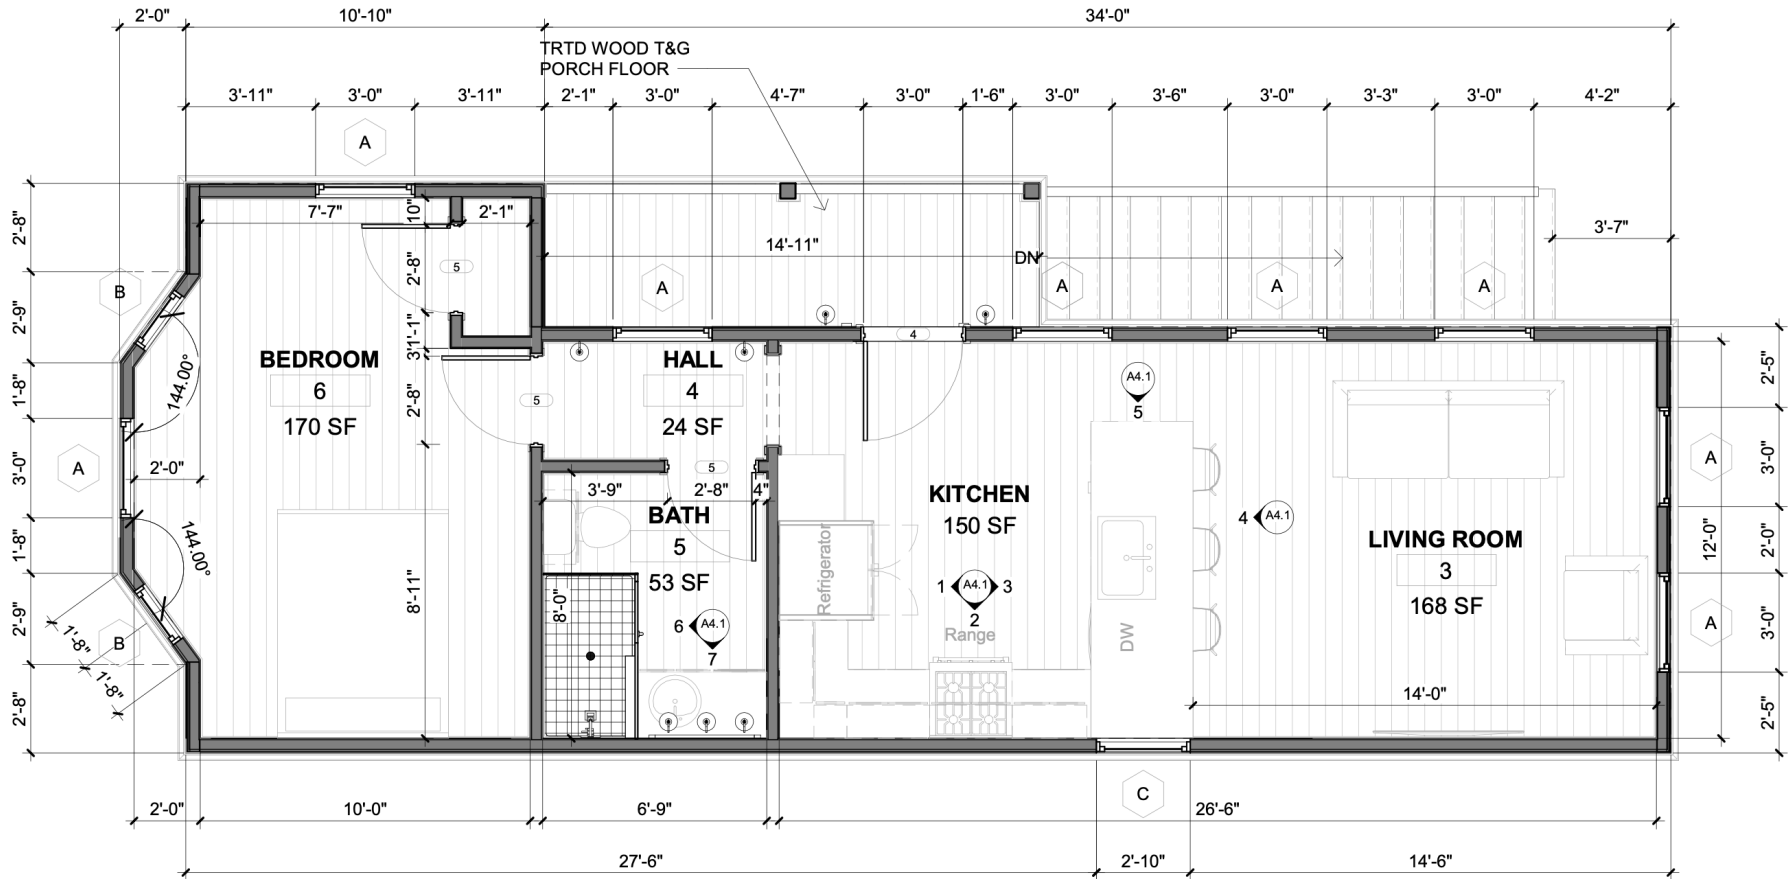 2'-0"
10'-10"
34'-0"
TRTD WOOD T&G
PORCH FLOOR
3'-11"
3'-0"
3'-11"
2'-1"
3'-0"
4'-7"
3'-0"
1'-6"
3'-0"
3'-6"
3'-0"
3'-3"
3'-0"
4'-2"
A
7'-7"
10"
2'-1"
2'-8"
3'-7"
14'-11"
DN
5
2'-8"
B
A
A
A
A
2'-9"
4
3"
1'-1"
BEDROOM
6
170 SF
HALL
4
24 SF
144.00°
1'-8"
2'-8"
5
A4.1
5
2'-5"
A
3'-0"
2'-0"
5
3'-9"
2'-8"
4"
KITCHEN
150 SF
4
A4.1
A
3'-0"
BATH
5
53 SF
LIVING ROOM
3
168 SF
12'-0"
2'-0"
1'-8"
144.00°
Refrigerator
1
A4.1
3
2
8'-11"
8'-0"
6
A4.1
7
Range
DW
A
3'-0"
2'-9"
1'-8"
B
1'-8"
2'-8"
14'-0"
2'-5"
C
2'-0"
10'-0"
6'-9"
26'-6"
27'-6"
2'-10"
14'-6"